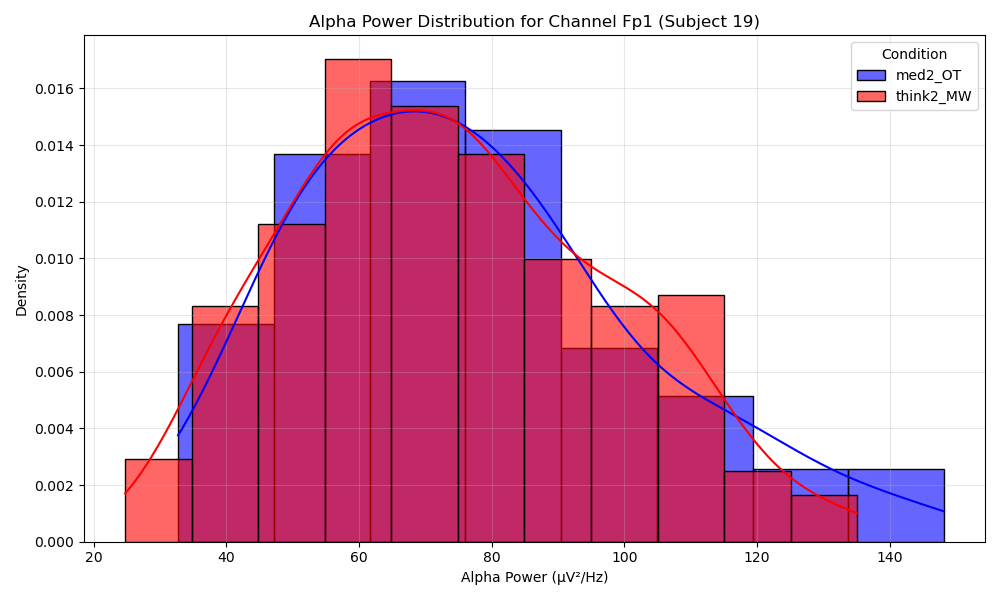 Alpha Power Distribution for Channel Fp1 (Subject 19)
Condition
med2_OT
think2_MW
Density
0.016
0.014
0.012
0.010
0.008
0.006
0.004
0.002
0.000
20 40 60 80 100 120 140
Alpha Power (μV²/Hz)